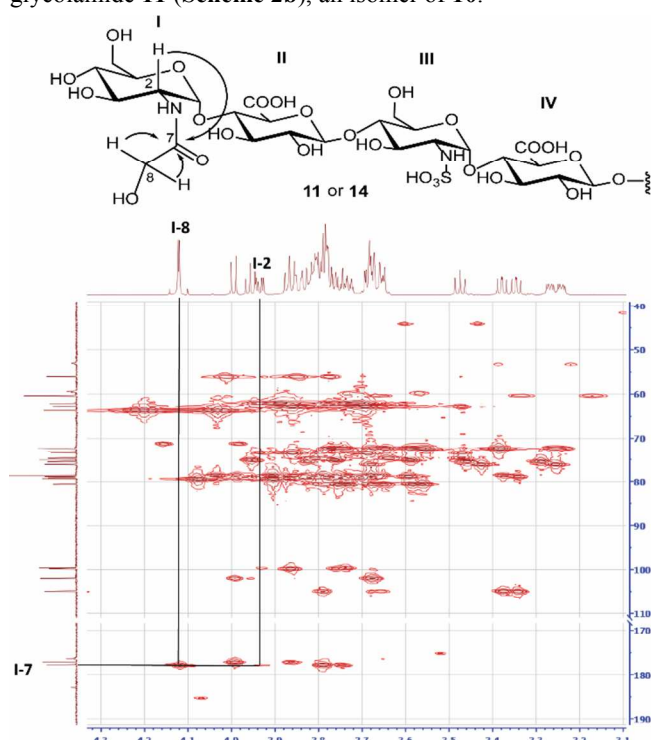 glycolamide 11 (Scheme 2b), an isomer of 10.
I
II
III
IV
OH
H
HO
HO
2
O
HN
O
COOH
O
OH
O
HO
OH
O
O
HO
NH
O
HO₃S
COOH
O
HO
OH
O
H
7
O
8
H
HO
11 or 14
I-8
I-2
40
50
60
70
80
90
100
110
170
I-7
180
190